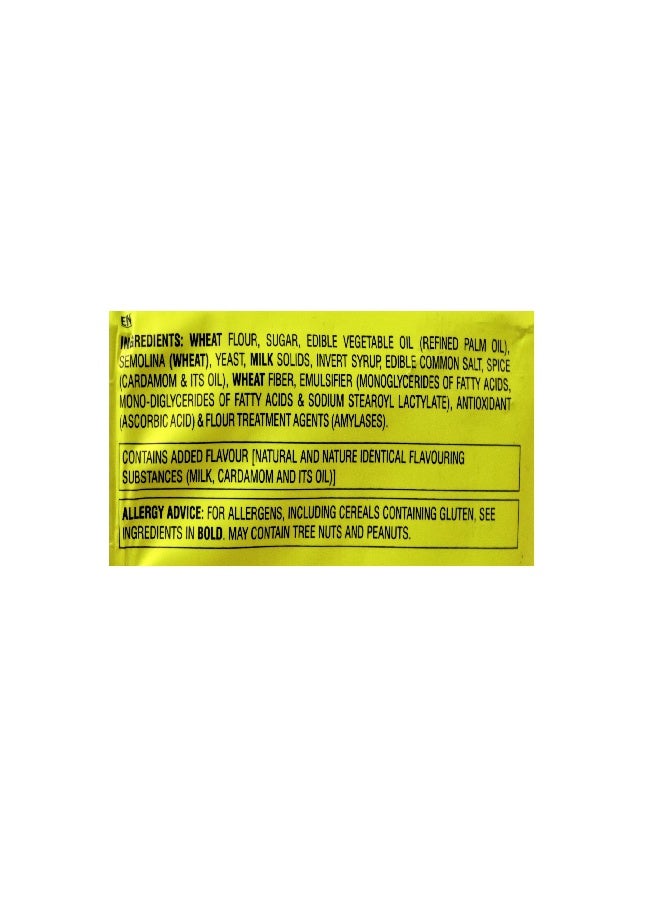 EN
INGREDIENTS: WHEAT FLOUR, SUGAR, EDIBLE VEGETABLE OIL (REFINED PALM OIL),
SEMOLINA (WHEAT), YEAST, MILK SOLIDS, INVERT SYRUP, EDIBLE COMMON SALT, SPICE
(CARDAMOM & ITS OIL), WHEAT FIBER, EMULSIFIER (MONOGLYCERIDES OF FATTY ACIDS,
MONO-DIGLYCERIDES OF FATTY ACIDS & SODIUM STEAROYL LACTYLATE), ANTIOXIDANT
(ASCORBIC ACID) & FLOUR TREATMENT AGENTS (AMYLASES).
CONTAINS ADDED FLAVOUR [NATURAL AND NATURE IDENTICAL FLAVOURING
SUBSTANCES (MILK, CARDAMOM AND ITS OIL)]
ALLERGY ADVICE: FOR ALLERGENS, INCLUDING CEREALS CONTAINING GLUTEN, SEE
INGREDIENTS IN BOLD. MAY CONTAIN TREE NUTS AND PEANUTS.